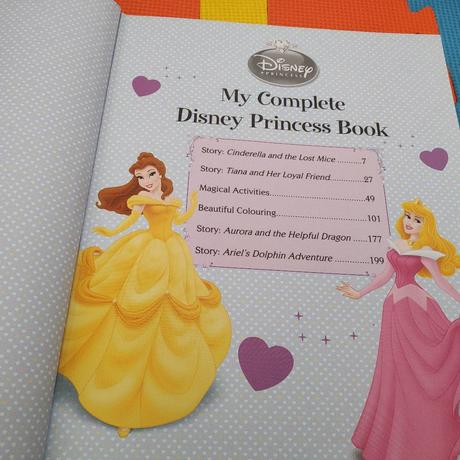 Disney
PRINCESS
My Complete
Disney Princess Book
Story: Cinderella and the Lost Mice ..........7
Story: Tiana and Her Loyal Friend..........27
Magical Activities..............................49
Beautiful Colouring...........................101
Story: Aurora and the Helpful Dragon .....177
Story: Ariel's Dolphin Adventure ............199